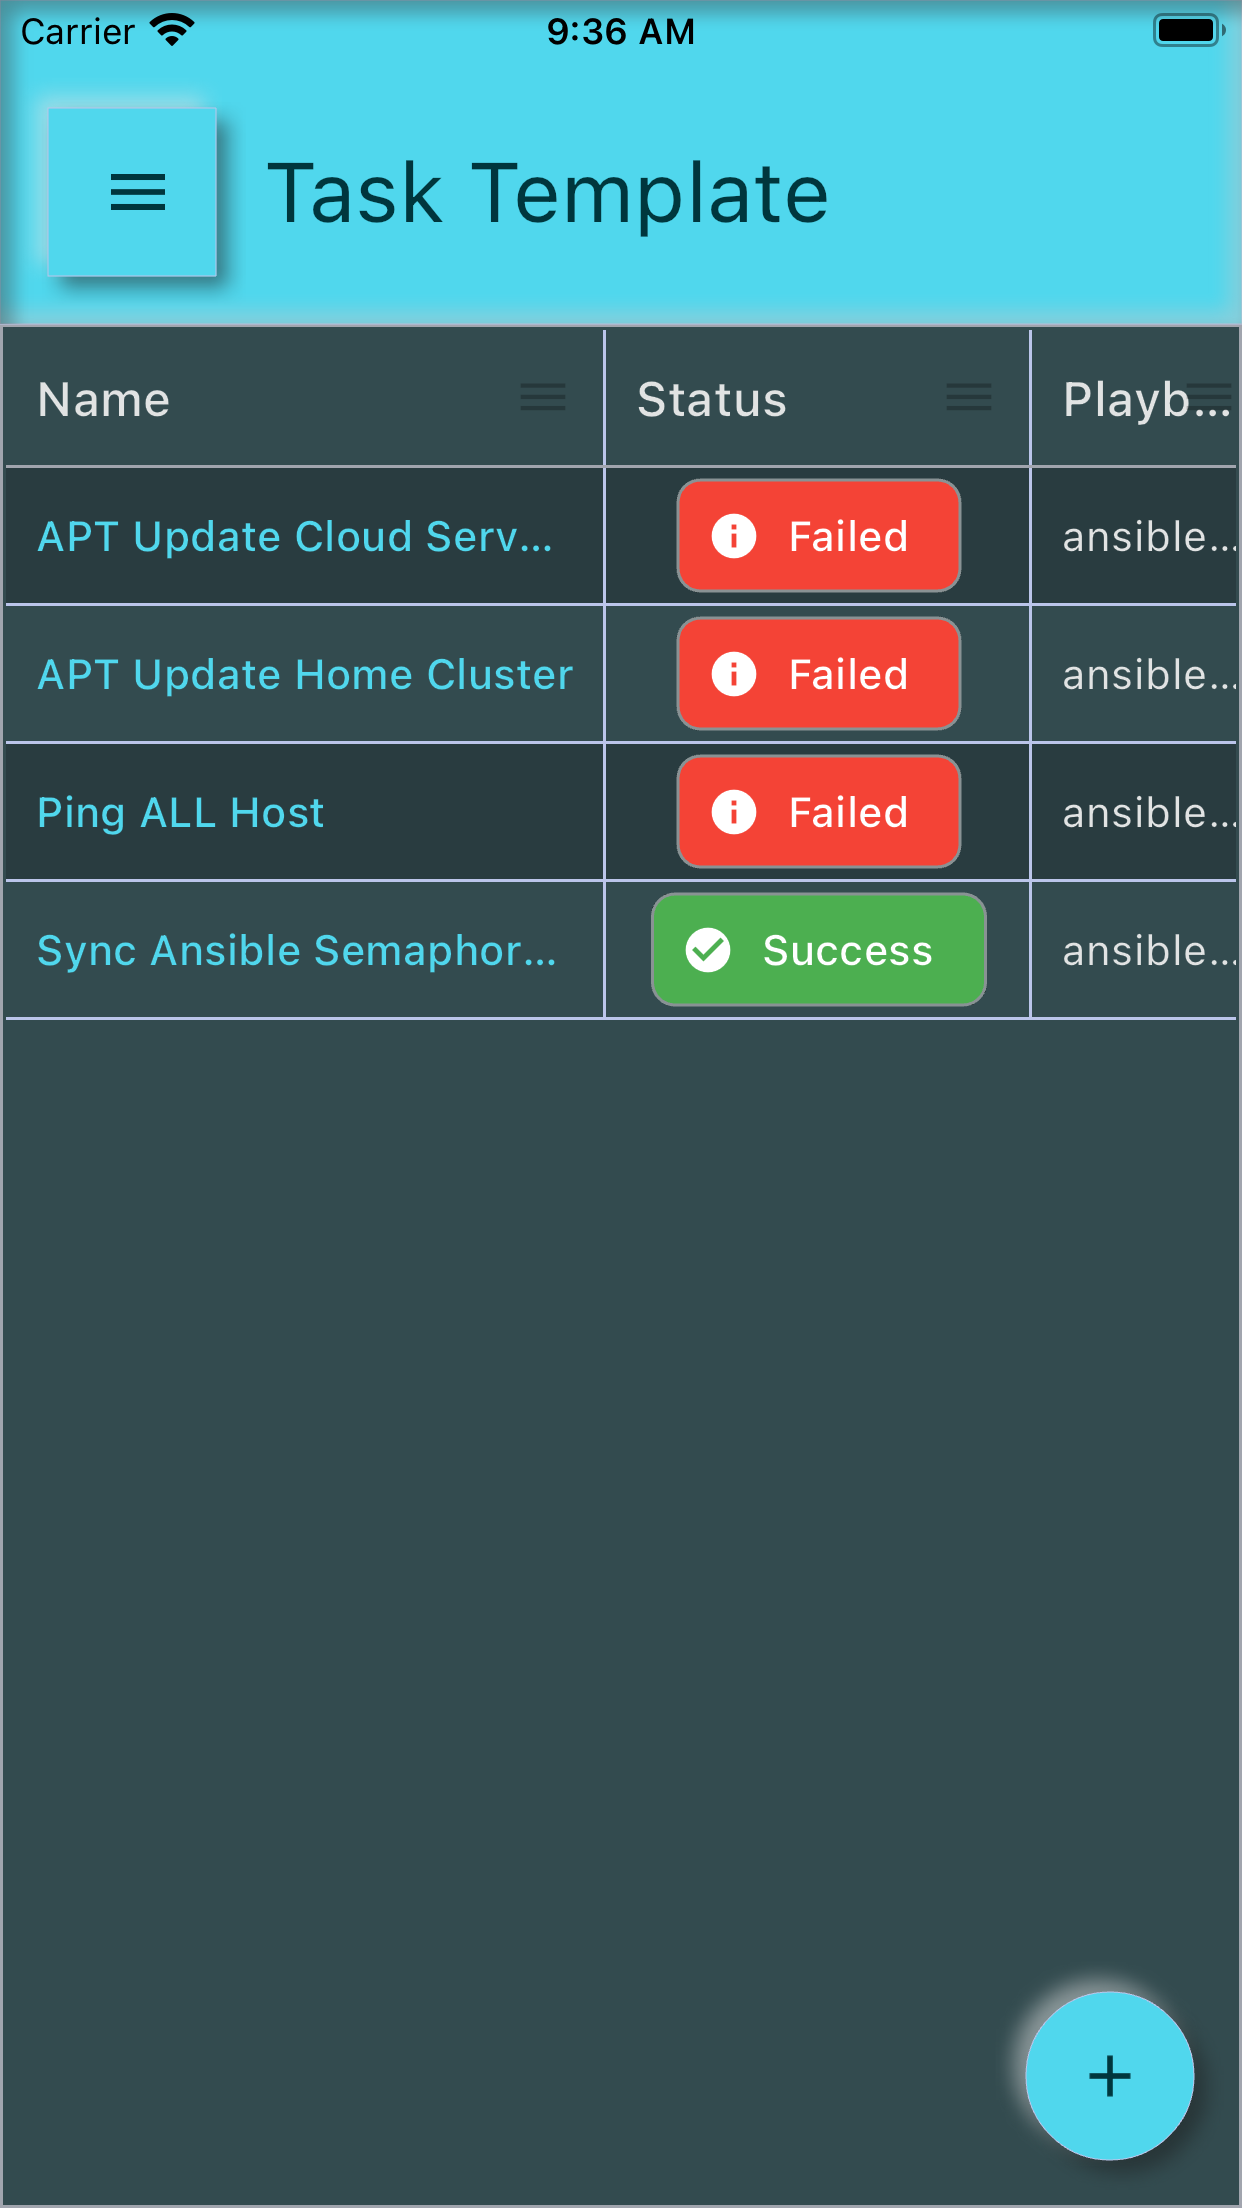 Carrier 9:36 AM
Task Template
Name Status Playb...
APT Update Cloud Serv... Failed ansible...
APT Update Home Cluster Failed ansible...
Ping ALL Host Failed ansible...
Sync Ansible Semaphor... Success ansible...